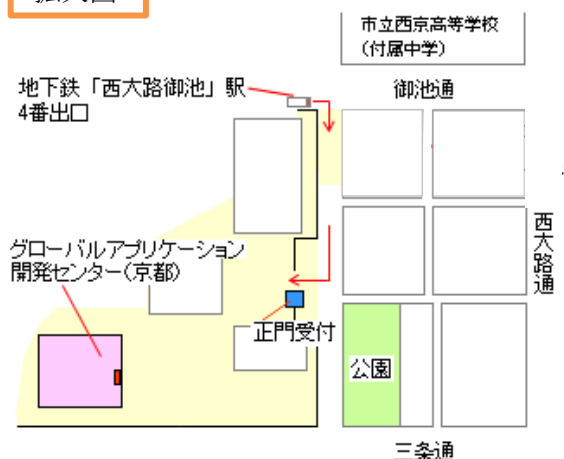 拡大図
市立西京高等学校
(付属中学)
御池通
地下鉄「西大路御池」駅
4番出口
西大路通
グローバルアプリケーション
開発センター(京都)
正門受付
公園
三条通